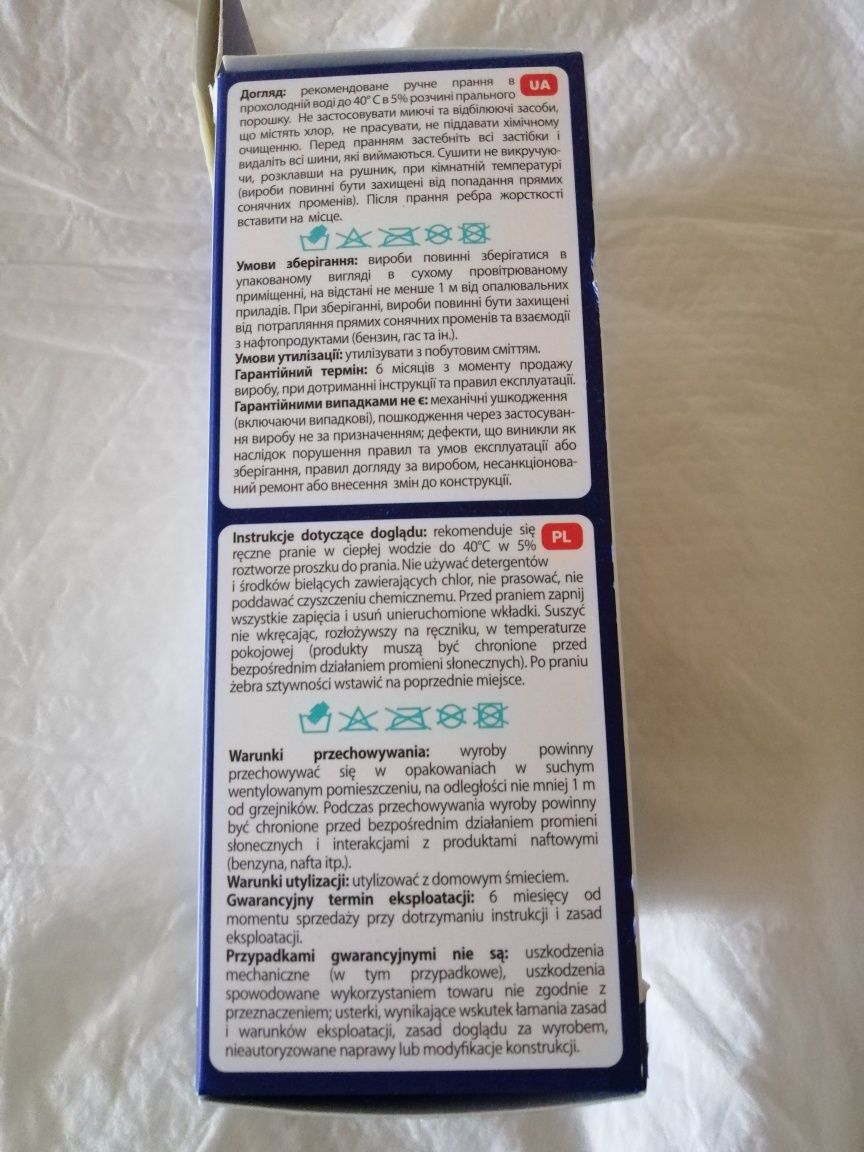 Догляд: рекомендоване ручне прання в
прохолодній воді до 40° С в 5% розчині прального
порошку. Не застосовувати миючі та відбілюючі засоби,
що містять хлор, не прасувати, не піддавати хімічному
очищенню. Перед пранням застебніть всі застібки і
видаліть всі шини, які виймаються. Сушити не викручую-
чи, розклавши на рушник, при кімнатній температурі
(вироби повинні бути захищені від попадання прямих
сонячних променів). Після прання ребра жорсткості
вставити на місце.
UA
Умови зберігання: вироби повинні зберігатися в
упакованому вигляді в сухому провітрюваному
приміщенні, на відстані не менше 1 м від опалювальних
приладів. При зберіганні, вироби повинні бути захищені
від потрапляння прямих сонячних променів та взаємодії
з нафтопродуктами (бензин, гас та ін.).
Умови утилізації: утилізувати з побутовим сміттям.
Гарантійний термін: 6 місяців з моменту продажу
виробу, при дотриманні інструкції та правил експлуатації.
Гарантійними випадками не є: механічні ушкодження
(включаючи випадкові), пошкодження через застосуван-
ня виробу не за призначенням; дефекти, що виникли як
наслідок порушення правил та умов експлуатації або
зберігання, правил догляду за виробом, несанкціонова-
ний ремонт або внесення змін до конструкції.
Instrukcje dotyczące doglądu: rekomenduje się
ręczne pranie w ciepłej wodzie do 40°C w 5%
roztworze proszku do prania. Nie używać detergentów
i środków bielących zawierających chlor, nie prasować, nie
poddawać czyszczeniu chemicznemu. Przed praniem zapnij
wszystkie zapięcia i usuń unieruchomione wkładki. Suszyć
nie wkręcając, rozłożywszy na ręczniku, w temperaturze
pokojowej (produkty muszą być chronione przed
bezpośrednim działaniem promieni słonecznych). Po praniu
żebra sztywności wstawić na poprzednie miejsce.
PL
Warunki przechowywania: wyroby powinny
przechowywać się w opakowaniach w suchym
wentylowanym pomieszczeniu, na odległości nie mniej 1 m
od grzejników. Podczas przechowywania wyroby powinny
być chronione przed bezpośrednim działaniem promieni
słonecznych i interakcjami z produktami naftowymi
(benzyna, nafta itp.).
Warunki utylizacji: utylizować z domowym śmieciem.
Gwarancyjny termin eksploatacji: 6 miesięcy od
momentu sprzedaży przy dotrzymaniu instrukcji i zasad
eksploatacji.
Przypadkami gwarancyjnymi nie są: uszkodzenia
mechaniczne (w tym przypadkowe), uszkodzenia
spowodowane wykorzystaniem towaru nie zgodnie z
przeznaczeniem; usterki, wynikające wskutek łamania zasad
i warunków eksploatacji, zasad doglądu za wyrobem,
nieautoryzowane naprawy lub modyfikacje konstrukcji.